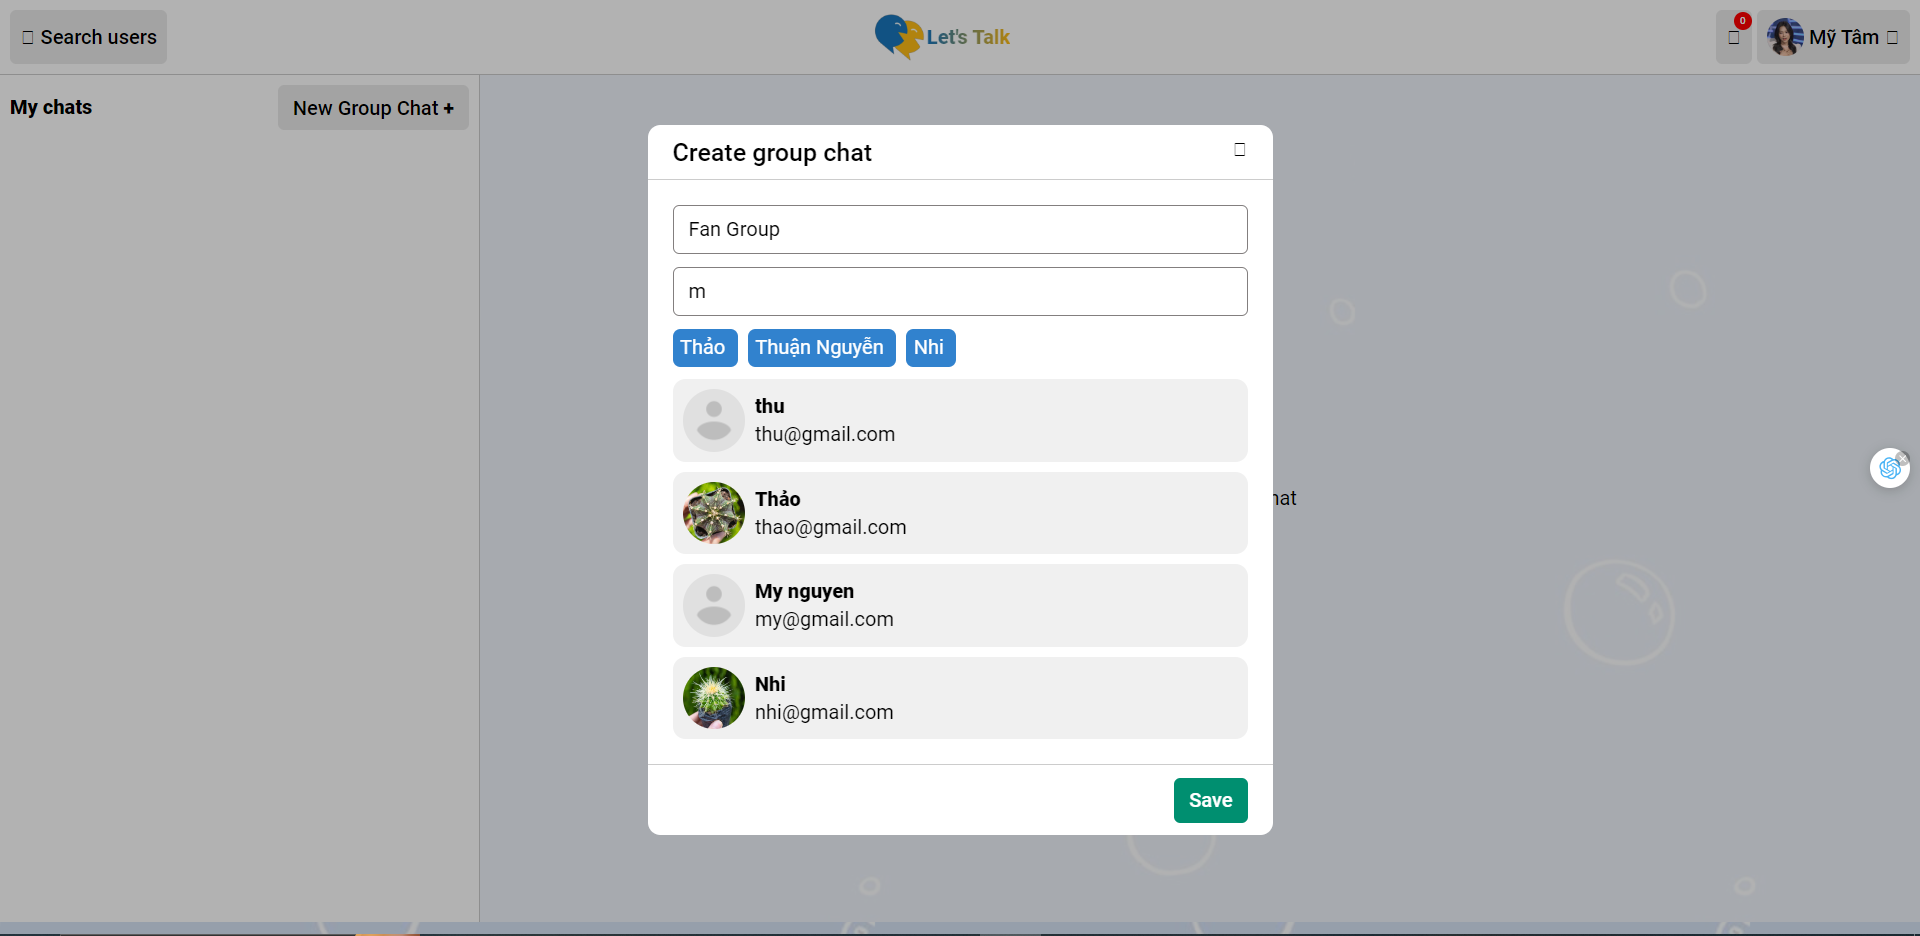 Search users
Let's Talk
0
Mỹ Tâm
My chats
New Group Chat +
Create group chat
Fan Group
m
Thảo
Thuận Nguyễn
Nhi
thu
thu@gmail.com
Thảo
thao@gmail.com
My nguyen
my@gmail.com
Nhi
nhi@gmail.com
Save